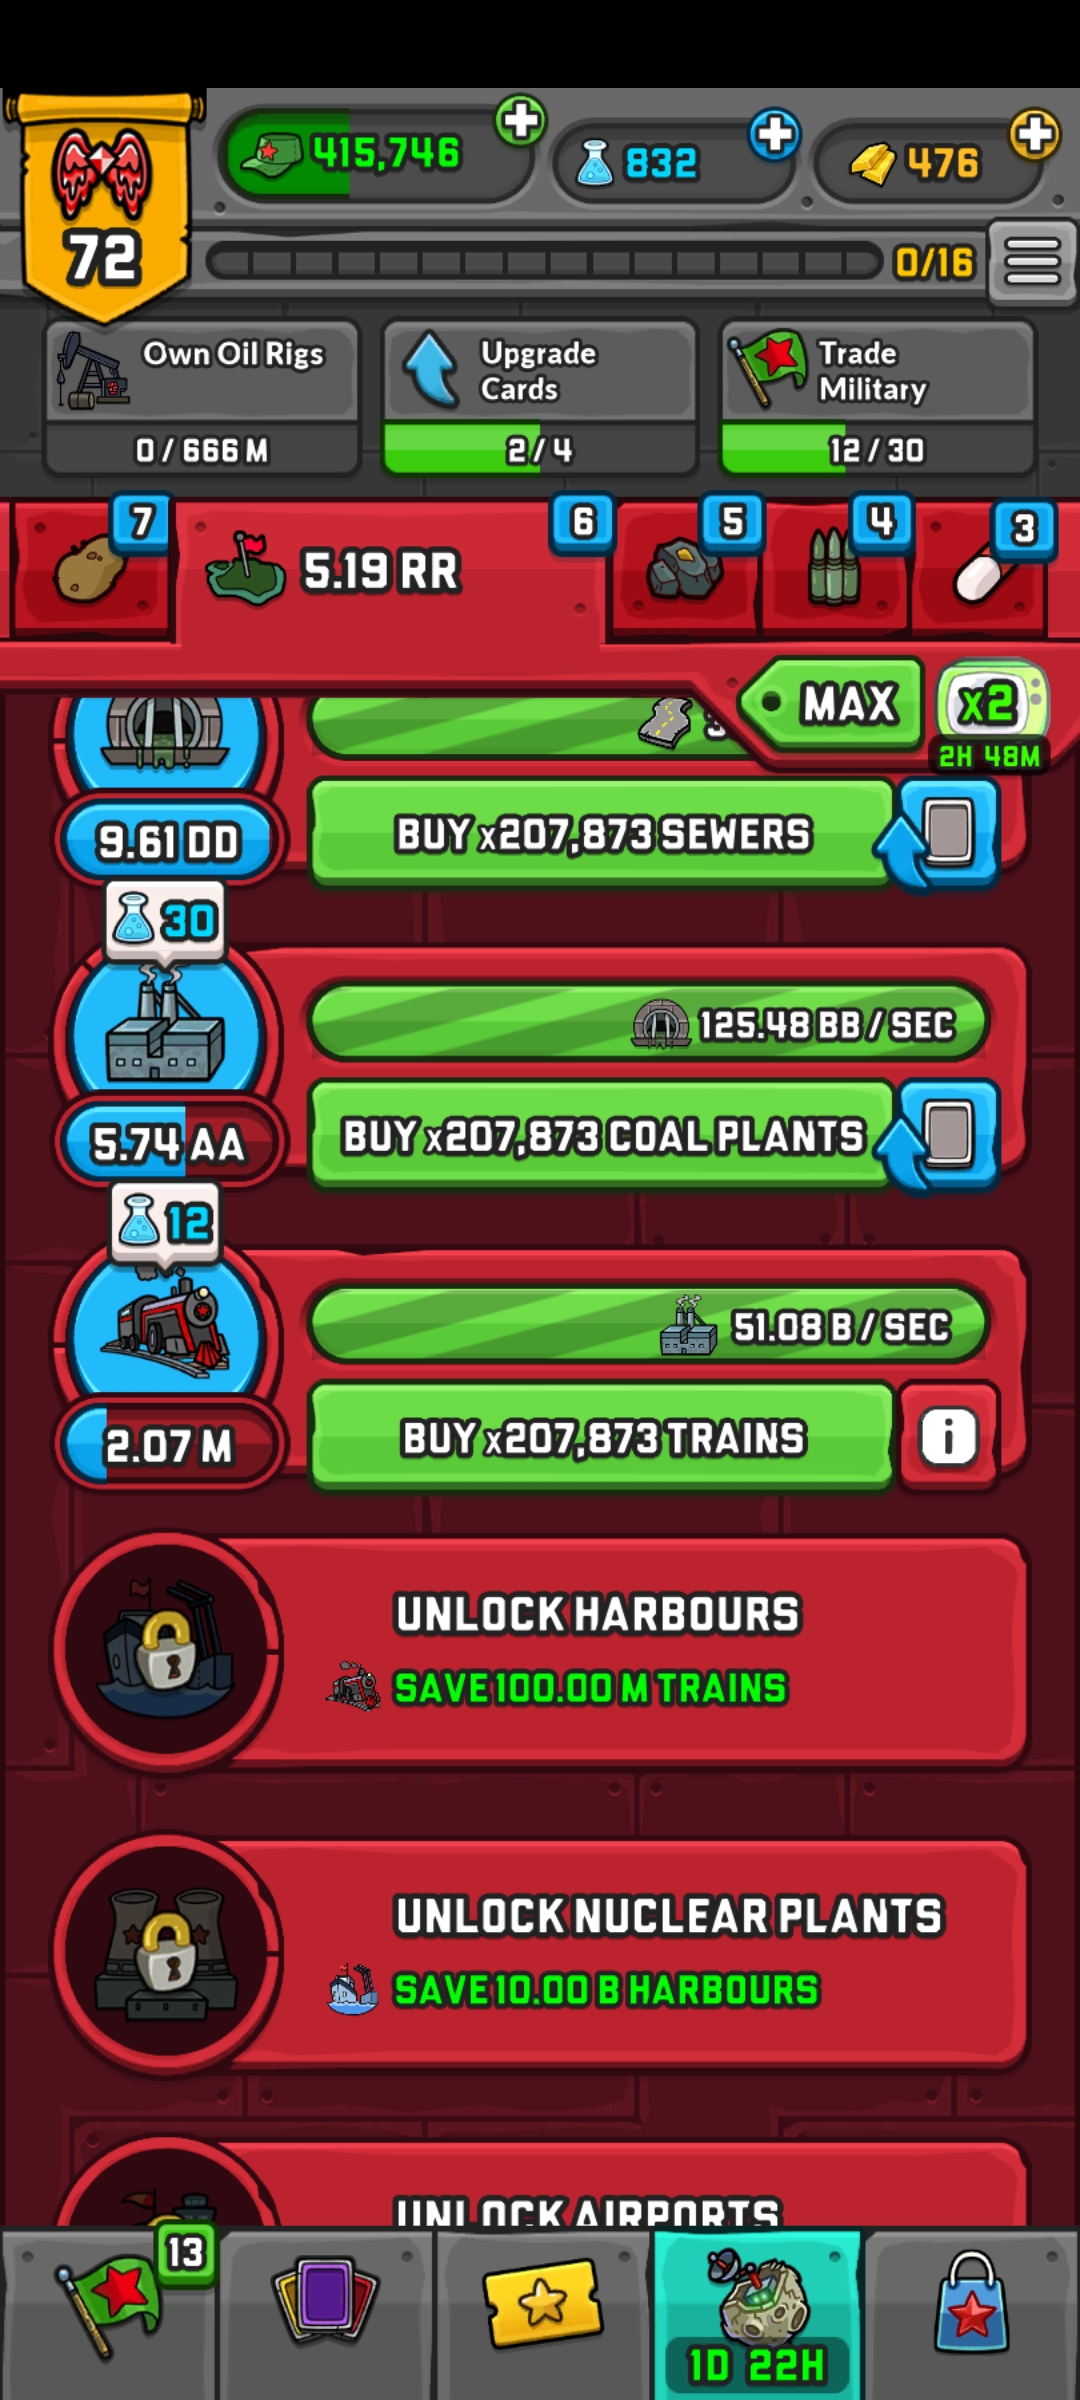 415,746
832
476
72
0/16
Own Oil Rigs
0 / 666 M
Upgrade
Cards
2 / 4
Trade
Military
12 / 30
7
5.19 RR
6
5
4
3
MAX
x2
2H 48M
9.61 DD
BUY x207,873 SEWERS
30
125.48 BB / SEC
5.74 AA
BUY x207,873 COAL PLANTS
12
51.08 B / SEC
2.07 M
BUY x207,873 TRAINS
i
UNLOCK HARBOURS
SAVE 100.00 M TRAINS
UNLOCK NUCLEAR PLANTS
SAVE 10.00 B HARBOURS
UNLOCK AIRPORTS
13
1D 22H